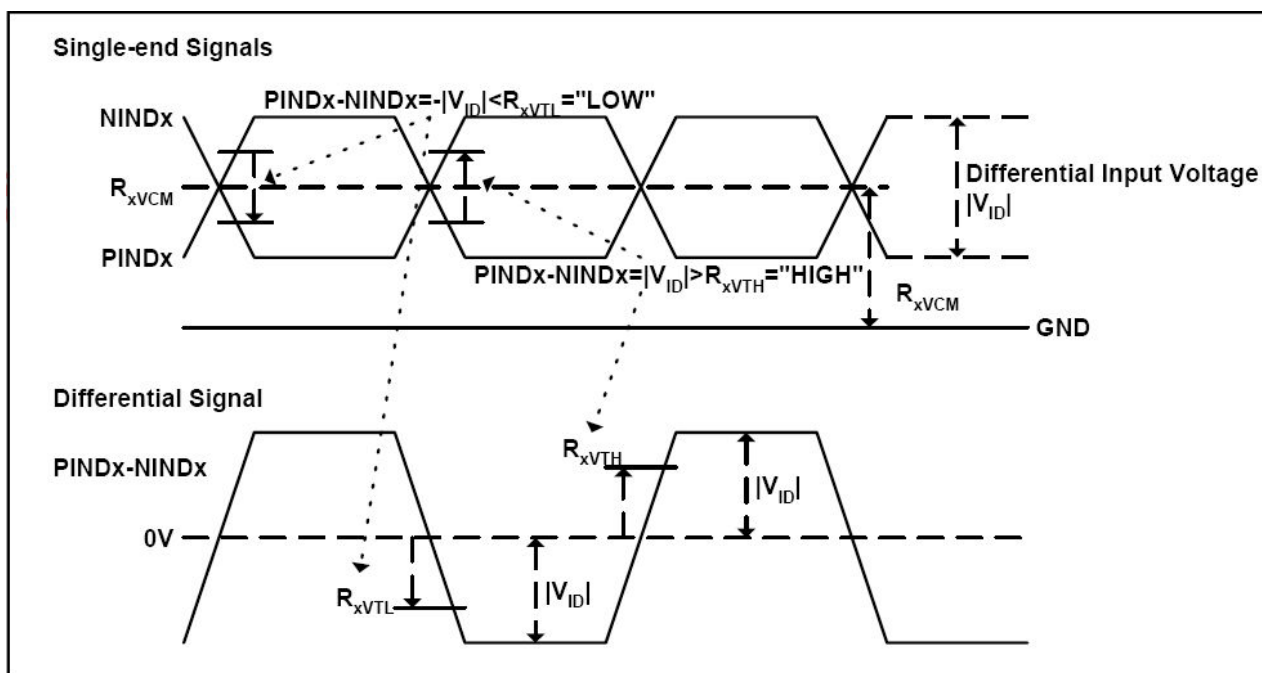 Single-end Signals
PINDx-NINDx=-|VID|<RxVTL="LOW"
NINDx
RxVCM
Differential Input Voltage
|VID|
PINDx
PINDx-NINDx=|VID|>RxVTH="HIGH"
RxVCM
GND
Differential Signal
RxVTH
PINDx-NINDx
|VID|
0V
RxVTL
|VID|